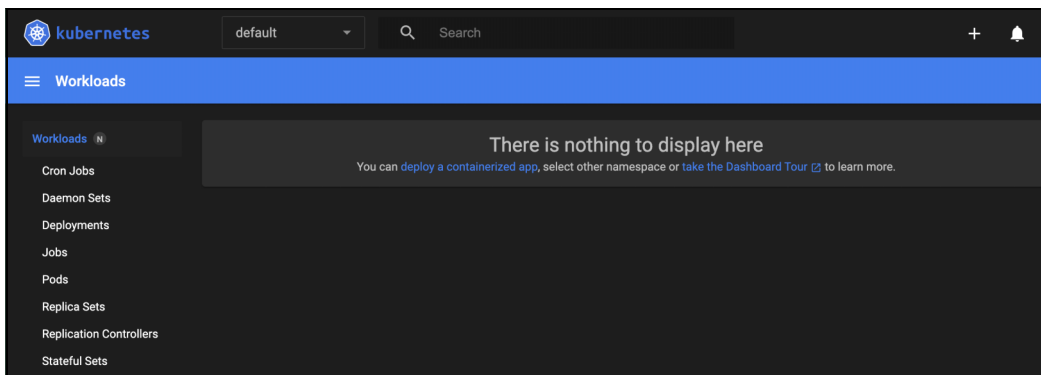 kubernetes
default
Search
Workloads
Workloads N
Cron Jobs
Daemon Sets
Deployments
Jobs
Pods
Replica Sets
Replication Controllers
Stateful Sets
There is nothing to display here
You can deploy a containerized app, select other namespace or take the Dashboard Tour to learn more.